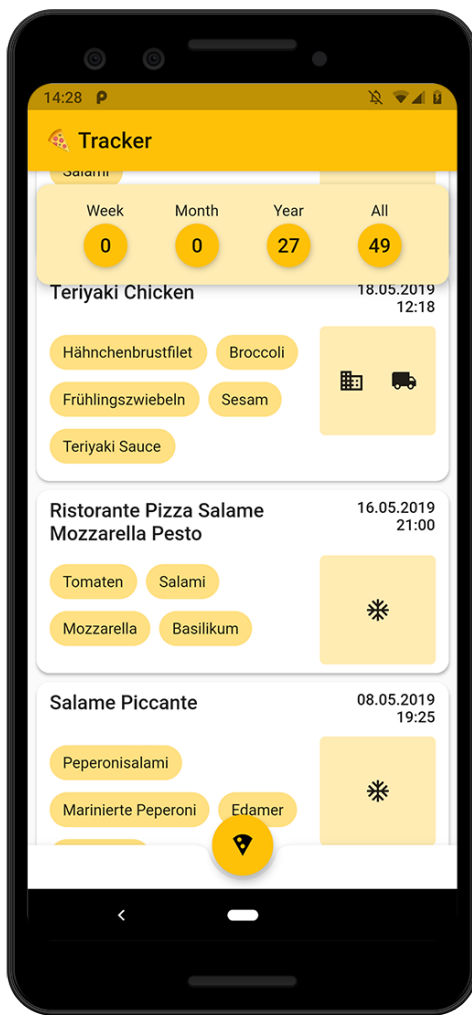 14:28
Tracker
Salami
Week Month Year All
0 0 27 49
Teriyaki Chicken 18.05.2019
12:18
Hähnchenbrustfilet Broccoli
Frühlingszwiebeln Sesam
Teriyaki Sauce
Ristorante Pizza Salame 16.05.2019
Mozzarella Pesto 21:00
Tomaten Salami
Mozzarella Basilikum
Salame Piccante 08.05.2019
19:25
Peperonisalami
Marinierte Peperoni Edamer